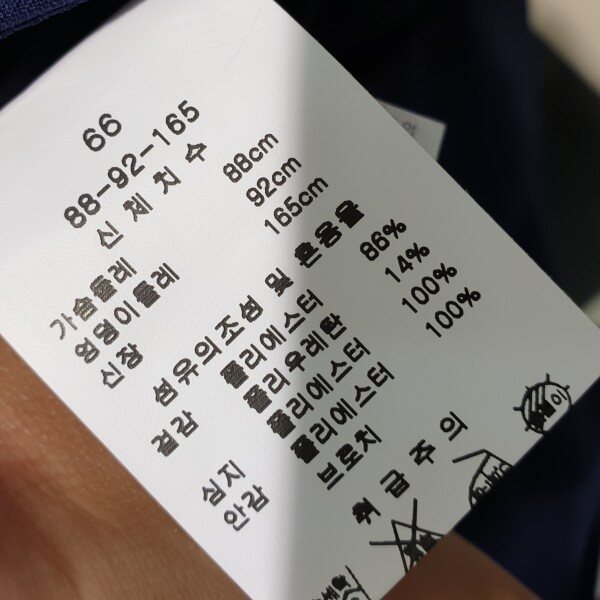 66
88-92-165
신 체 치 수
가슴둘레 88cm
엉덩이둘레 92cm
신장 165cm
섬유의조성 및 혼용율
겉감 폴리에스터 86%
폴리우레탄 14%
심지 폴리에스터 100%
안감 폴리에스터 100%
브로치
취 급 주 의